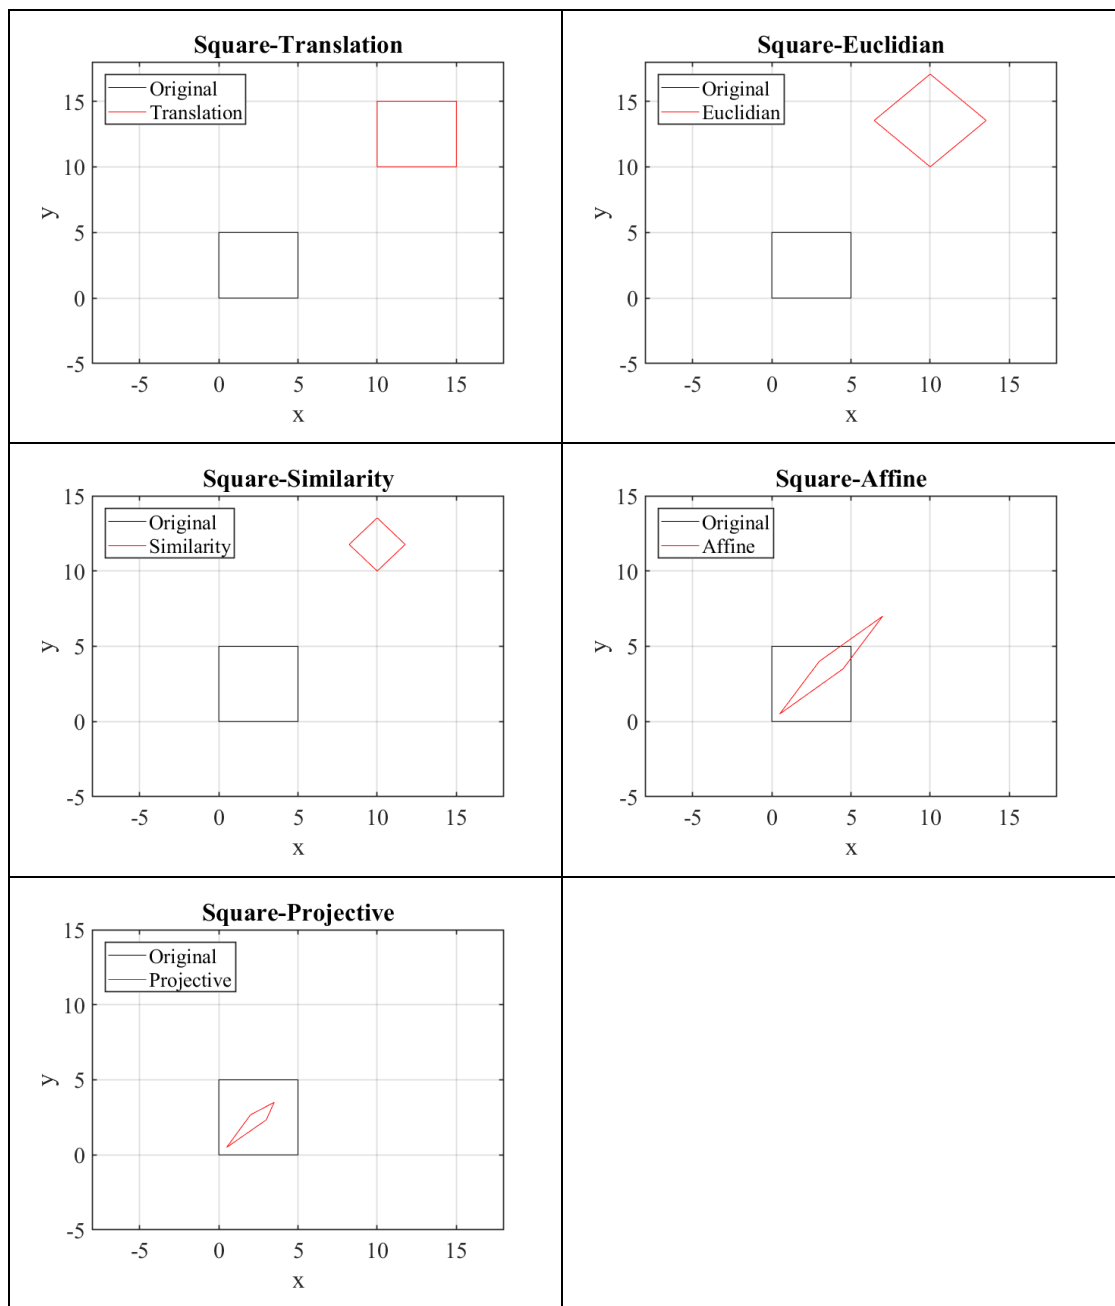 Square-Translation
Original
Translation
15
10
5
0
-5
y
-5 0 5 10 15
x
Square-Euclidian
Original
Euclidian
15
10
5
0
-5
y
-5 0 5 10 15
x
Square-Similarity
Original
Similarity
15
10
5
0
-5
y
-5 0 5 10 15
x
Square-Affine
Original
Affine
15
10
5
0
-5
y
-5 0 5 10 15
x
Square-Projective
Original
Projective
15
10
5
0
-5
y
-5 0 5 10 15
x